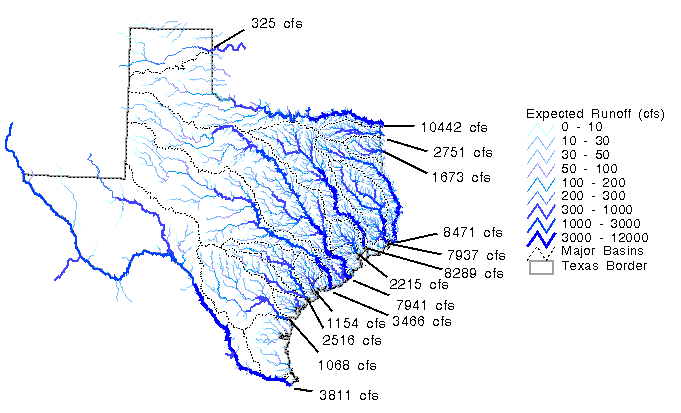 325 cfs
10442 cfs
2751 cfs
1673 cfs
8471 cfs
7937 cfs
8289 cfs
2215 cfs
7941 cfs
3466 cfs
1154 cfs
2516 cfs
1068 cfs
3811 cfs
Expected Runoff (cfs)
0 - 10
10 - 30
30 - 50
50 - 100
100 - 200
200 - 300
300 - 1000
1000 - 3000
3000 - 12000
Major Basins
Texas Border